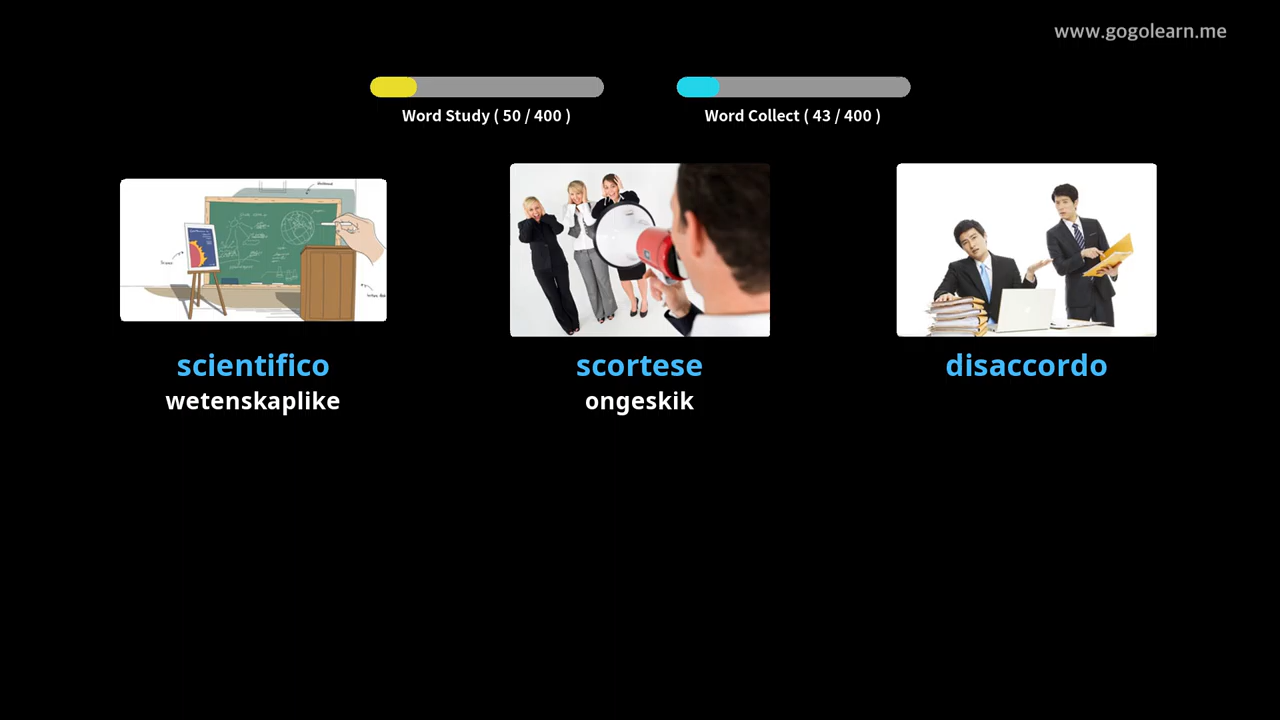 www.gogolearn.me
Word Study ( 50 / 400 )
Word Collect ( 43 / 400 )
scientifico
scortese
disaccordo
wetenskaplike
ongeskik